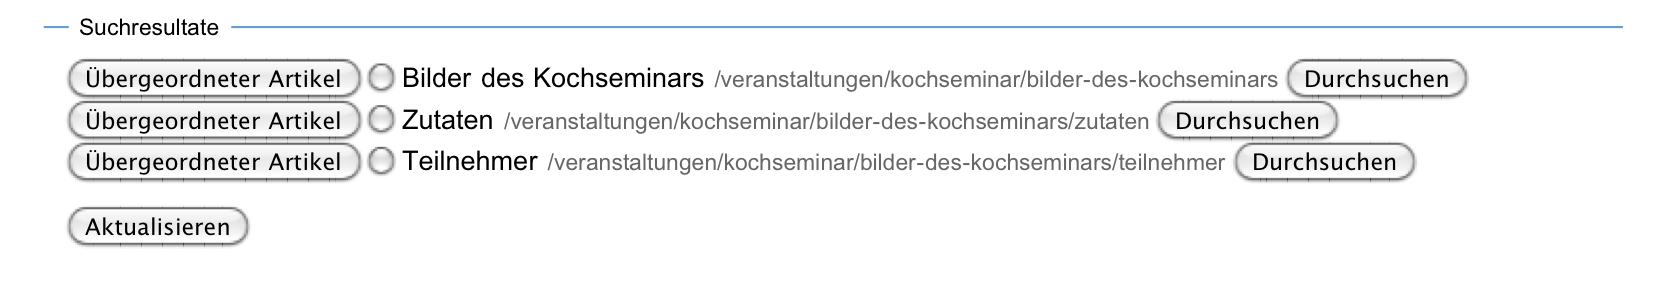 Suchresultate
Übergeordneter Artikel Bilder des Kochseminars /veranstaltungen/kochseminar/bilder-des-kochseminars Durchsuchen
Übergeordneter Artikel Zutaten /veranstaltungen/kochseminar/bilder-des-kochseminars/zutaten Durchsuchen
Übergeordneter Artikel Teilnehmer /veranstaltungen/kochseminar/bilder-des-kochseminars/teilnehmer Durchsuchen
Aktualisieren